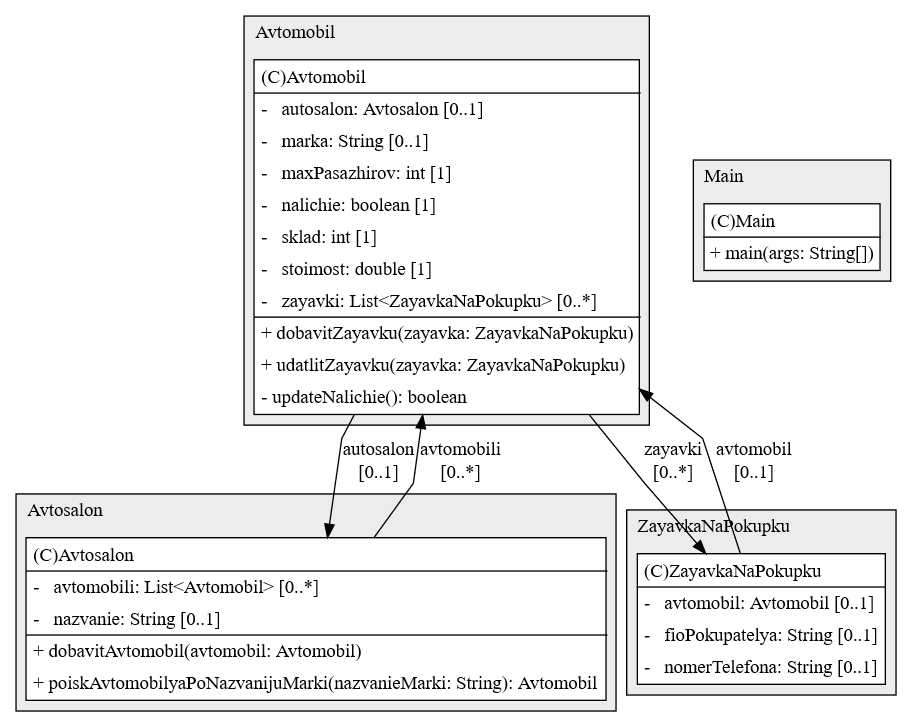 Avtomobil
(C)Avtomobil
- autosalon: Avtosalon [0..1]
- marka: String [0..1]
- maxPasazhirov: int [1]
- nalichie: boolean [1]
- sklad: int [1]
- stoimost: double [1]
- zayavki: List<ZayavkaNaPokupku> [0..*]
+ dobavitZayavku(zayavka: ZayavkaNaPokupku)
+ udatlitZayavku(zayavka: ZayavkaNaPokupku)
- updateNalichie(): boolean
Main
(C)Main
+ main(args: String[])
autosalon
[0..1]
avtomobili
[0..*]
zayavki
[0..*]
avtomobil
[0..1]
Avtosalon
(C)Avtosalon
- avtomobili: List<Avtomobil> [0..*]
- nazvanie: String [0..1]
+ dobavitAvtomobil(avtomobil: Avtomobil)
+ poiskAvtomobilyaPoNazvanijuMarki(nazvanieMarki: String): Avtomobil
ZayavkaNaPokupku
(C)ZayavkaNaPokupku
- avtomobil: Avtomobil [0..1]
- fioPokupatelya: String [0..1]
- nomerTelefona: String [0..1]